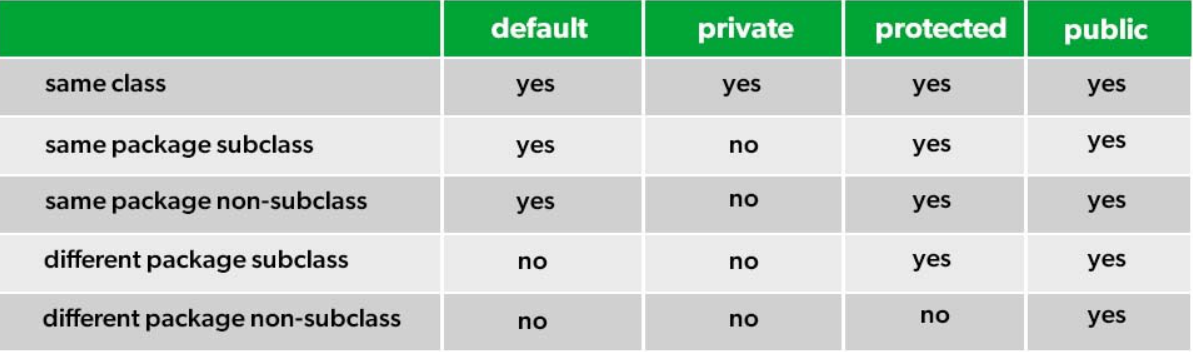 default private protected public
same class yes yes yes yes
same package subclass yes no yes yes
same package non-subclass yes no yes yes
different package subclass no no yes yes
different package non-subclass no no no yes